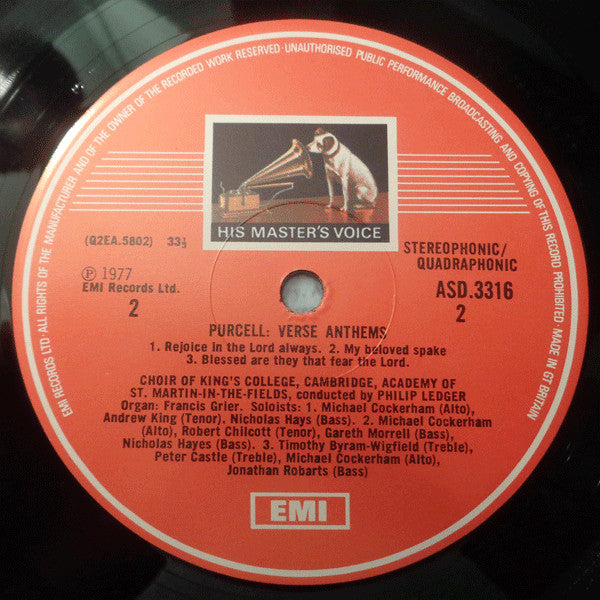 EMI RECORDS LTD · ALL RIGHTS OF THE MANUFACTURER AND OF THE OWNER OF THE RECORDED WORK RESERVED · UNAUTHORISED PUBLIC PERFORMANCE BROADCASTING AND COPYING OF THIS RECORD PROHIBITED · MADE IN GT BRITAIN
HIS MASTER'S VOICE
(Q2EA.5802) 33⅓
STEREOPHONIC/
QUADRAPHONIC
Ⓟ 1977
EMI Records Ltd.
2
ASD.3316
2
PURCELL: VERSE ANTHEMS
1. Rejoice in the Lord always. 2. My beloved spake
3. Blessed are they that fear the Lord.
CHOIR OF KING'S COLLEGE, CAMBRIDGE, ACADEMY OF
ST. MARTIN-IN-THE-FIELDS, conducted by PHILIP LEDGER
Organ: Francis Grier. Soloists: 1. Michael Cockerham (Alto),
Andrew King (Tenor). Nicholas Hays (Bass). 2. Michael Cockerham
(Alto), Robert Chilcott (Tenor), Gareth Morrell (Bass),
Nicholas Hayes (Bass). 3. Timothy Byram-Wigfield (Treble),
Peter Castle (Treble), Michael Cockerham (Alto),
Jonathan Robarts (Bass)
EMI